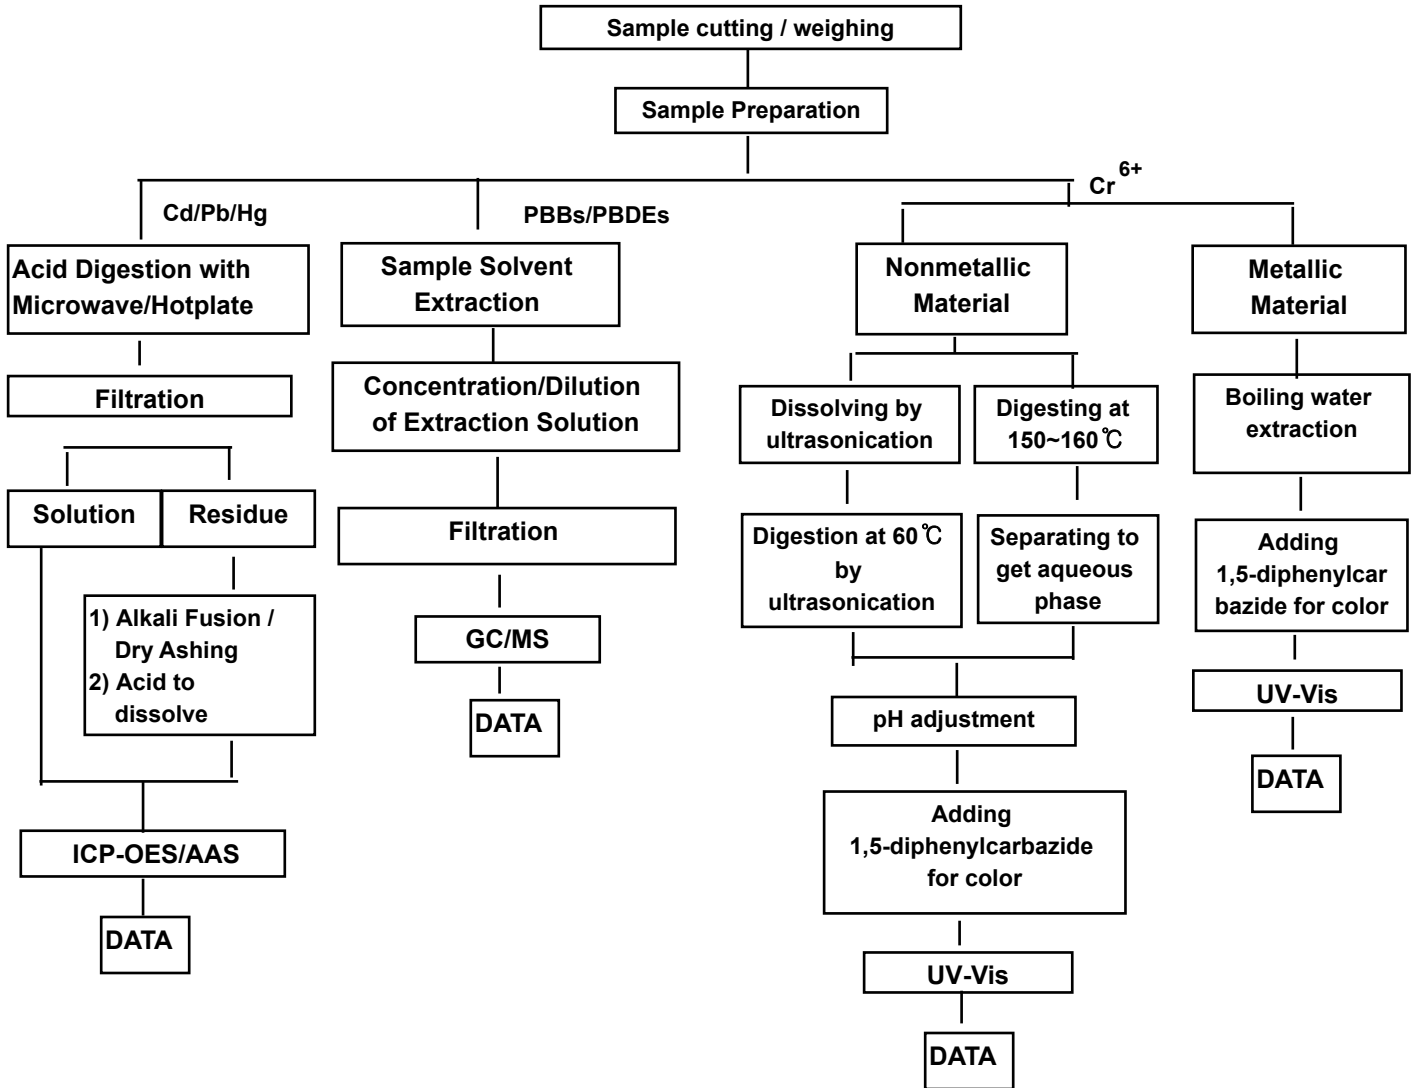 Sample cutting / weighing
Sample Preparation
Cr 6+
Cd/Pb/Hg
PBBs/PBDEs
Acid Digestion with
Microwave/Hotplate
Filtration
Solution
Residue
1) Alkali Fusion /
Dry Ashing
2) Acid to
dissolve
ICP-OES/AAS
DATA
Sample Solvent
Extraction
Concentration/Dilution
of Extraction Solution
Filtration
GC/MS
DATA
Nonmetallic
Material
Dissolving by
ultrasonication
Digestion at 60℃
by
ultrasonication
Digesting at
150~160℃
Separating to
get aqueous
phase
pH adjustment
Adding
1,5-diphenylcarbazide
for color
UV-Vis
DATA
Metallic
Material
Boiling water
extraction
Adding
1,5-diphenylcar
bazide for color
UV-Vis
DATA